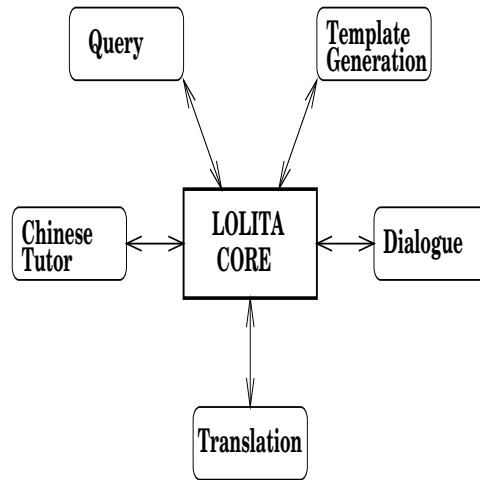 Query
Template
Generation
LOLITA
CORE
Chinese
Tutor
Dialogue
Translation